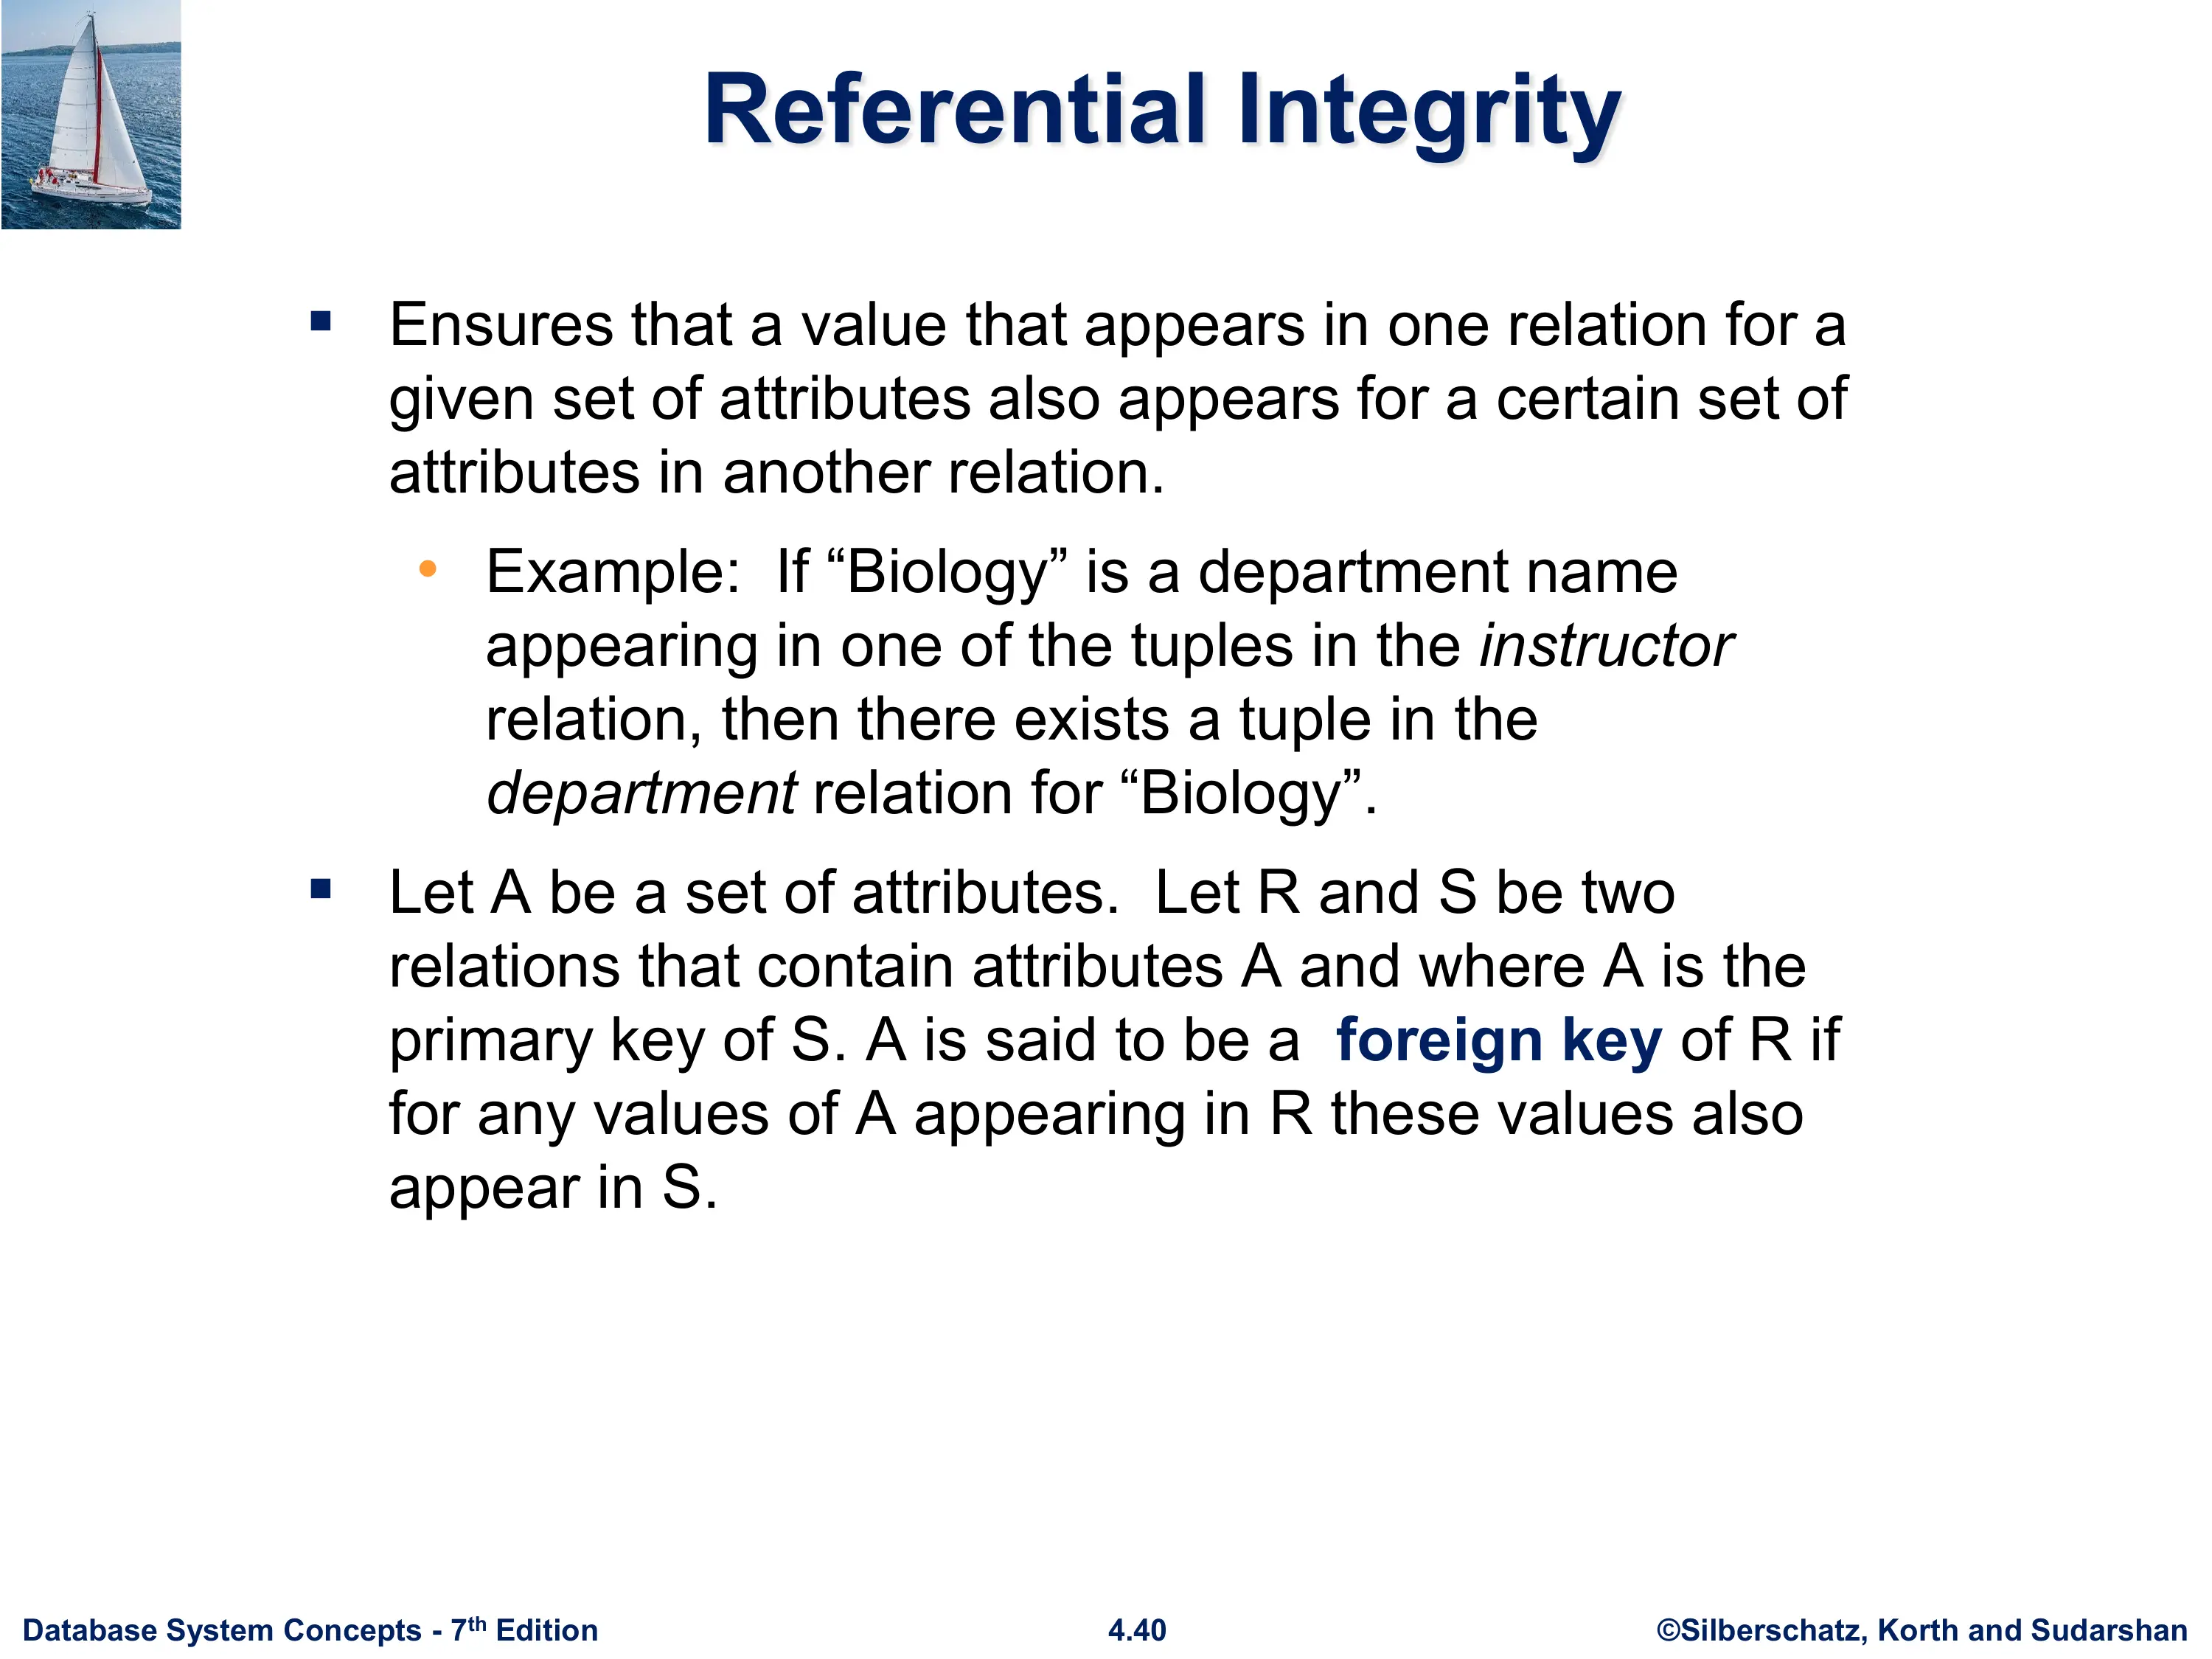 Referential Integrity
▪ Ensures that a value that appears in one relation for a
given set of attributes also appears for a certain set of
attributes in another relation.
• Example:  If “Biology” is a department name
appearing in one of the tuples in the instructor
relation, then there exists a tuple in the
department relation for “Biology”.
▪ Let A be a set of attributes.  Let R and S be two
relations that contain attributes A and where A is the
primary key of S. A is said to be a  foreign key of R if
for any values of A appearing in R these values also
appear in S.
Database System Concepts - 7th Edition
4.40
©Silberschatz, Korth and Sudarshan